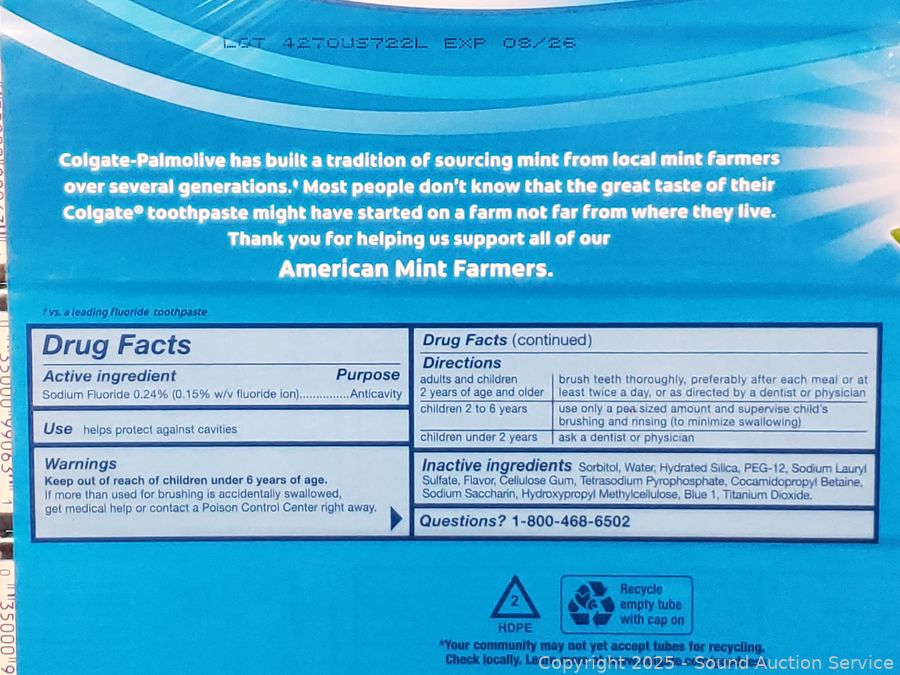 LOT 4270US722L EXP 08/26
Colgate-Palmolive has built a tradition of sourcing mint from local mint farmers
over several generations.♦ Most people don't know that the great taste of their
Colgate® toothpaste might have started on a farm not far from where they live.
Thank you for helping us support all of our
American Mint Farmers.
† vs. a leading fluoride toothpaste
Drug Facts
Active ingredient Purpose
Sodium Fluoride 0.24% (0.15% w/v fluoride ion)...............Anticavity
Use helps protect against cavities
Warnings
Keep out of reach of children under 6 years of age.
If more than used for brushing is accidentally swallowed,
get medical help or contact a Poison Control Center right away.
Drug Facts (continued)
Directions
adults and children
2 years of age and older
brush teeth thoroughly, preferably after each meal or at
least twice a day, or as directed by a dentist or physician
children 2 to 6 years
use only a pea sized amount and supervise child's
brushing and rinsing (to minimize swallowing)
children under 2 years
ask a dentist or physician
Inactive ingredients Sorbitol, Water, Hydrated Silica, PEG-12, Sodium Lauryl
Sulfate, Flavor, Cellulose Gum, Tetrasodium Pyrophosphate, Cocamidopropyl Betaine,
Sodium Saccharin, Hydroxypropyl Methylcellulose, Blue 1, Titanium Dioxide.
Questions? 1-800-468-6502
2
HDPE
Recycle
empty tube
with cap on
*Your community may not yet accept tubes for recycling.
Check locally.
Copyright 2025 - Sound Auction Service